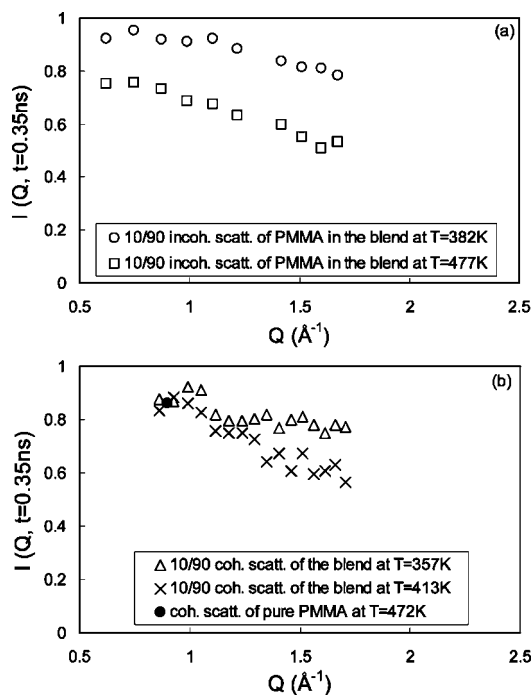 (a)
1
0.8
0.6
0.4
0.2
0
I (Q, t=0.35ns)
10/90 incoh. scatt. of PMMA in the blend at T=382K
10/90 incoh. scatt. of PMMA in the blend at T=477K
0.5 1 1.5 2 2.5
Q (Å⁻¹)
(b)
1
0.8
0.6
0.4
0.2
0
I (Q, t=0.35ns)
10/90 coh. scatt. of the blend at T=357K
10/90 coh. scatt. of the blend at T=413K
coh. scatt. of pure PMMA at T=472K
0.5 1 1.5 2 2.5
Q (Å⁻¹)